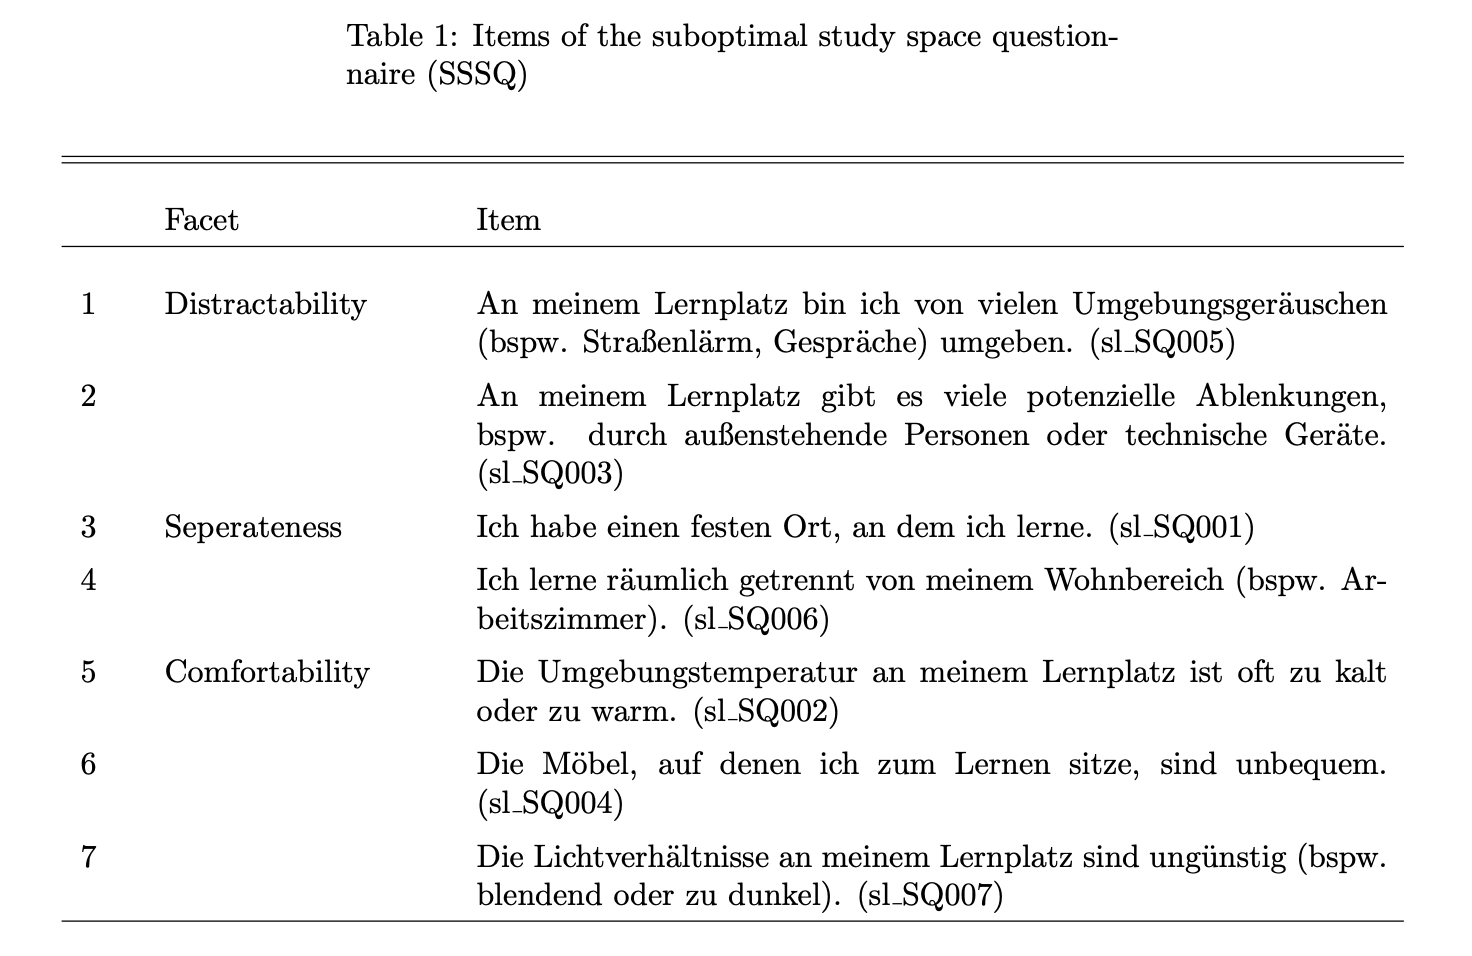 Table 1: Items of the suboptimal study space question-
naire (SSSQ)
Facet Item
1 Distractability An meinem Lernplatz bin ich von vielen Umgebungsgeräuschen
(bspw. Straßenlärm, Gespräche) umgeben. (sl_SQ005)
2 An meinem Lernplatz gibt es viele potenzielle Ablenkungen,
bspw. durch außenstehende Personen oder technische Geräte.
(sl_SQ003)
3 Seperateness Ich habe einen festen Ort, an dem ich lerne. (sl_SQ001)
4 Ich lerne räumlich getrennt von meinem Wohnbereich (bspw. Ar-
beitszimmer). (sl_SQ006)
5 Comfortability Die Umgebungstemperatur an meinem Lernplatz ist oft zu kalt
oder zu warm. (sl_SQ002)
6 Die Möbel, auf denen ich zum Lernen sitze, sind unbequem.
(sl_SQ004)
7 Die Lichtverhältnisse an meinem Lernplatz sind ungünstig (bspw.
blendend oder zu dunkel). (sl_SQ007)